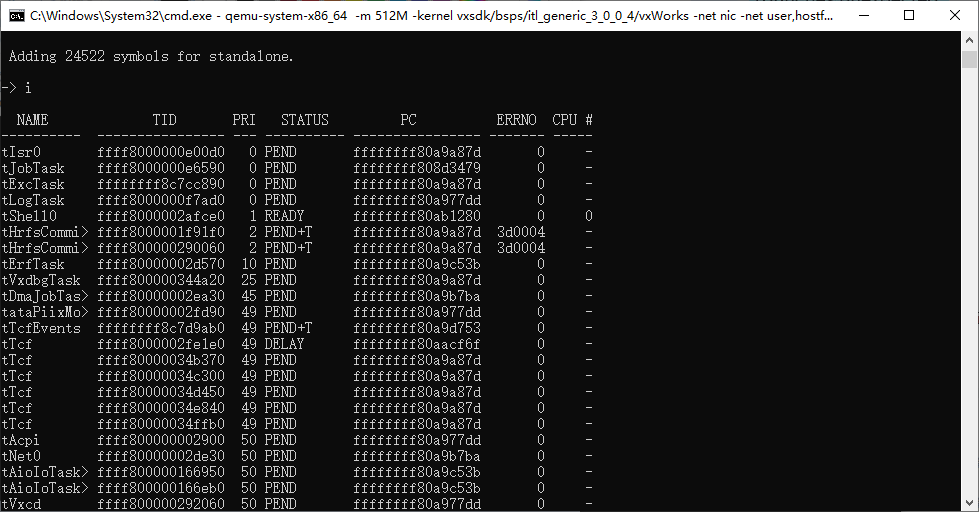 C:\Windows\System32\cmd.exe - qemu-system-x86_64  -m 512M -kernel vxsdk/bsps/itl_generic_3_0_0_4/vxWorks -net nic -net user,hostf...
Adding 24522 symbols for standalone.
-> i
  NAME             TID       PRI   STATUS         PC          ERRNO  CPU #
----------  ---------------- --- ---------- ---------------- ------- -----
tIsr0       ffff8000000e00d0   0 PEND       ffffffff80a9a87d       0     -
tJobTask    ffff8000000e6590   0 PEND       ffffffff808d3479       0     -
tExcTask    ffffffff8c7cc890   0 PEND       ffffffff80a9a87d       0     -
tLogTask    ffff8000000f7ad0   0 PEND       ffffffff80a977dd       0     -
tShell0     ffff8000002afce0   1 READY      ffffffff80ab1280       0     0
tHrfsCommi> ffff8000001f91f0   2 PEND+T     ffffffff80a9a87d  3d0004     -
tHrfsCommi> ffff800000290060   2 PEND+T     ffffffff80a9a87d  3d0004     -
tErfTask    ffff80000002d570  10 PEND       ffffffff80a9c53b       0     -
tVxdbgTask  ffff800000344a20  25 PEND       ffffffff80a9a87d       0     -
tDmaJobTas> ffff80000002ea30  45 PEND       ffffffff80a9b7ba       0     -
tataPiixMo> ffff80000002fd90  49 PEND       ffffffff80a977dd       0     -
tTcfEvents  ffffffff8c7d9ab0  49 PEND+T     ffffffff80a9d753       0     -
tTcf        ffff8000002fe1e0  49 DELAY      ffffffff80aacf6f       0     -
tTcf        ffff80000034b370  49 PEND       ffffffff80a9a87d       0     -
tTcf        ffff80000034c300  49 PEND       ffffffff80a9a87d       0     -
tTcf        ffff80000034d450  49 PEND       ffffffff80a9a87d       0     -
tTcf        ffff80000034e840  49 PEND       ffffffff80a9a87d       0     -
tTcf        ffff80000034ffb0  49 PEND       ffffffff80a9a87d       0     -
tAcpi       ffff800000002900  50 PEND       ffffffff80a977dd       0     -
tNet0       ffff80000002de30  50 PEND       ffffffff80a9b7ba       0     -
tAioIoTask> ffff800000166950  50 PEND       ffffffff80a9c53b       0     -
tAioIoTask> ffff800000166eb0  50 PEND       ffffffff80a9c53b       0     -
tVxcd       ffff800000292060  50 PEND       ffffffff80a977dd       0     -